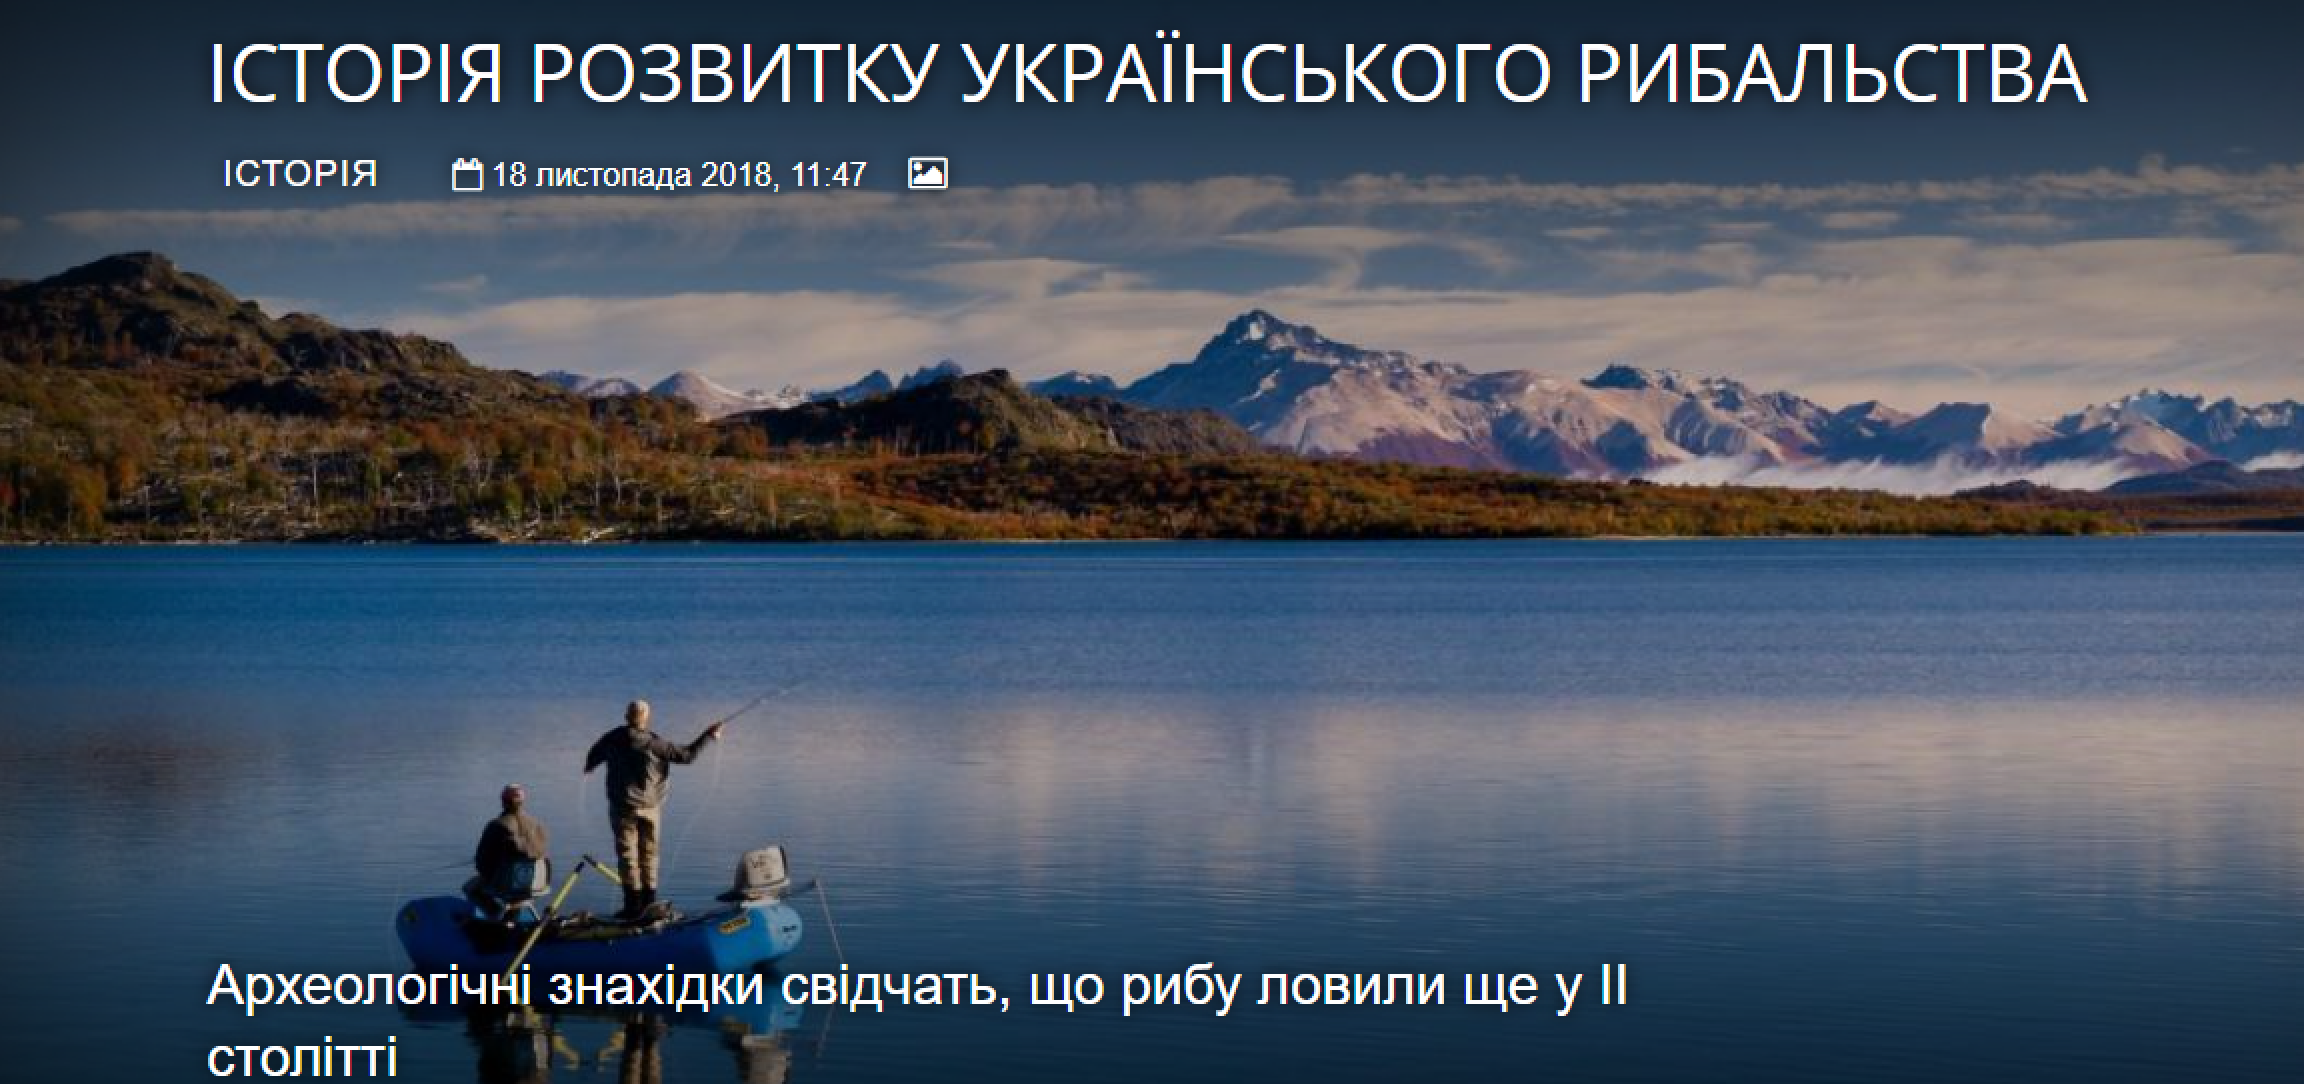 ІСТОРІЯ РОЗВИТКУ УКРАЇНСЬКОГО РИБАЛЬСТВА
ІСТОРІЯ 18 листопада 2018, 11:47
Археологічні знахідки свідчать, що рибу ловили ще у II
столітті